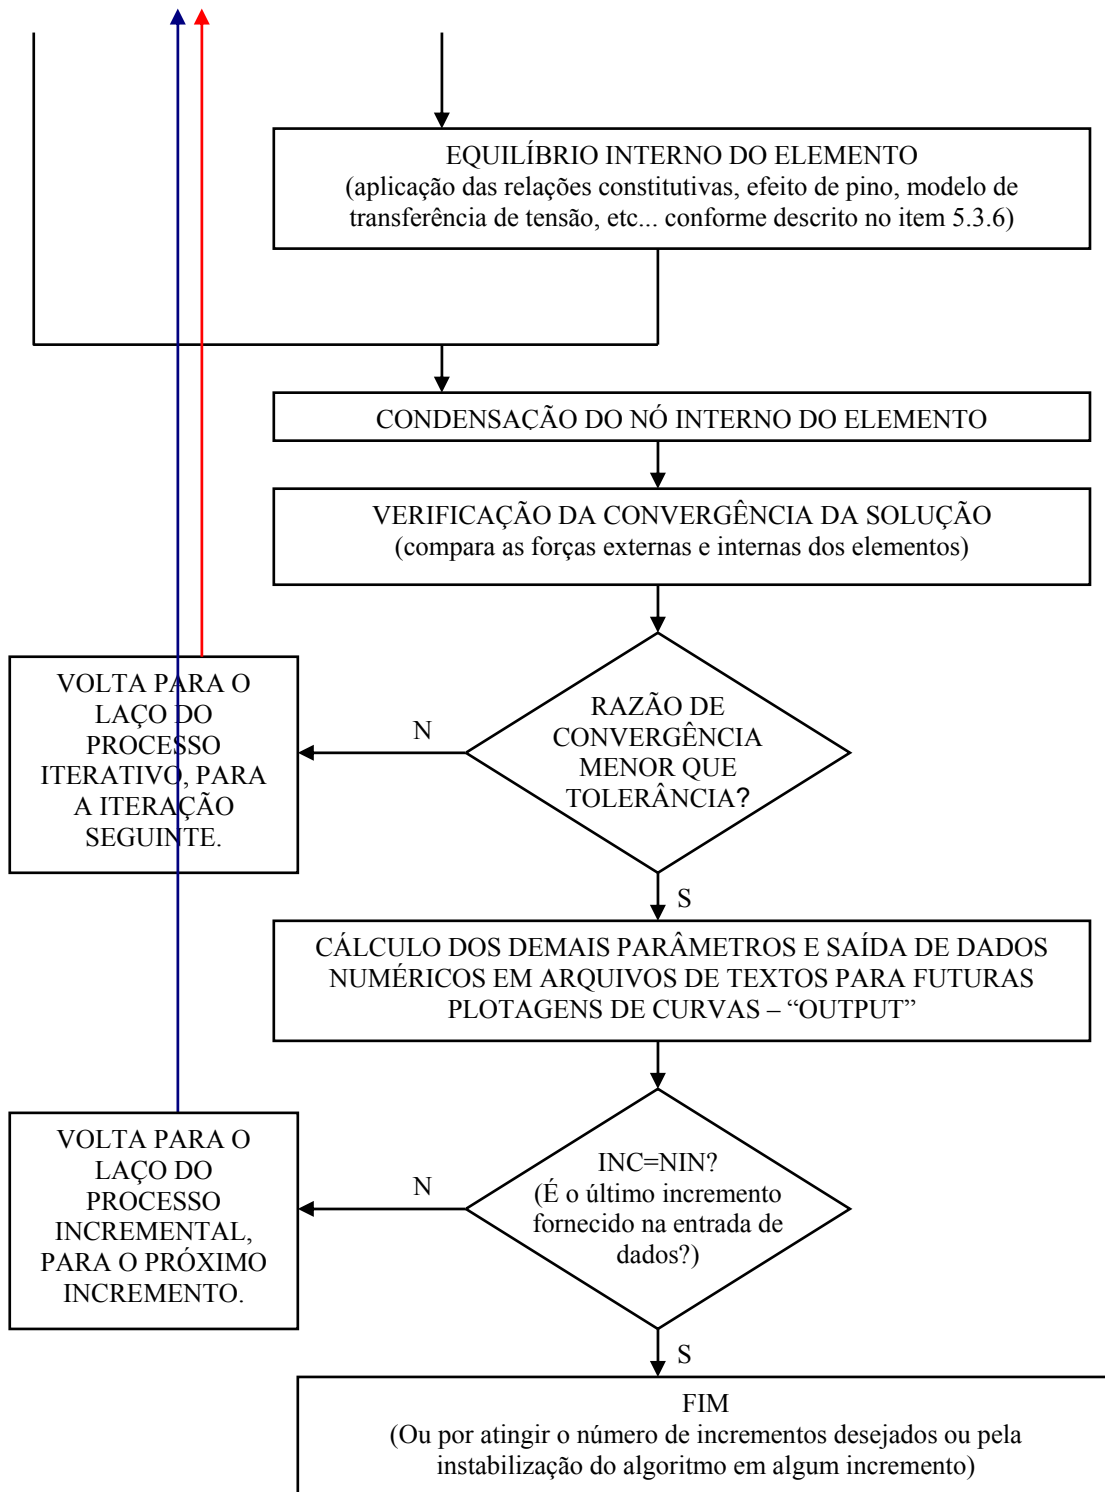 EQUILÍBRIO INTERNO DO ELEMENTO
(aplicação das relações constitutivas, efeito de pino, modelo de
transferência de tensão, etc... conforme descrito no item 5.3.6)
CONDENSAÇÃO DO NÓ INTERNO DO ELEMENTO
VERIFICAÇÃO DA CONVERGÊNCIA DA SOLUÇÃO
(compara as forças externas e internas dos elementos)
RAZÃO DE
CONVERGÊNCIA
MENOR QUE
TOLERÂNCIA?
N
VOLTA PARA O
LAÇO DO
PROCESSO
ITERATIVO, PARA
A ITERAÇÃO
SEGUINTE.
S
CÁLCULO DOS DEMAIS PARÂMETROS E SAÍDA DE DADOS
NUMÉRICOS EM ARQUIVOS DE TEXTOS PARA FUTURAS
PLOTAGENS DE CURVAS – “OUTPUT”
INC=NIN?
(É o último incremento
fornecido na entrada de
dados?)
N
VOLTA PARA O
LAÇO DO
PROCESSO
INCREMENTAL,
PARA O PRÓXIMO
INCREMENTO.
S
FIM
(Ou por atingir o número de incrementos desejados ou pela
instabilização do algoritmo em algum incremento)